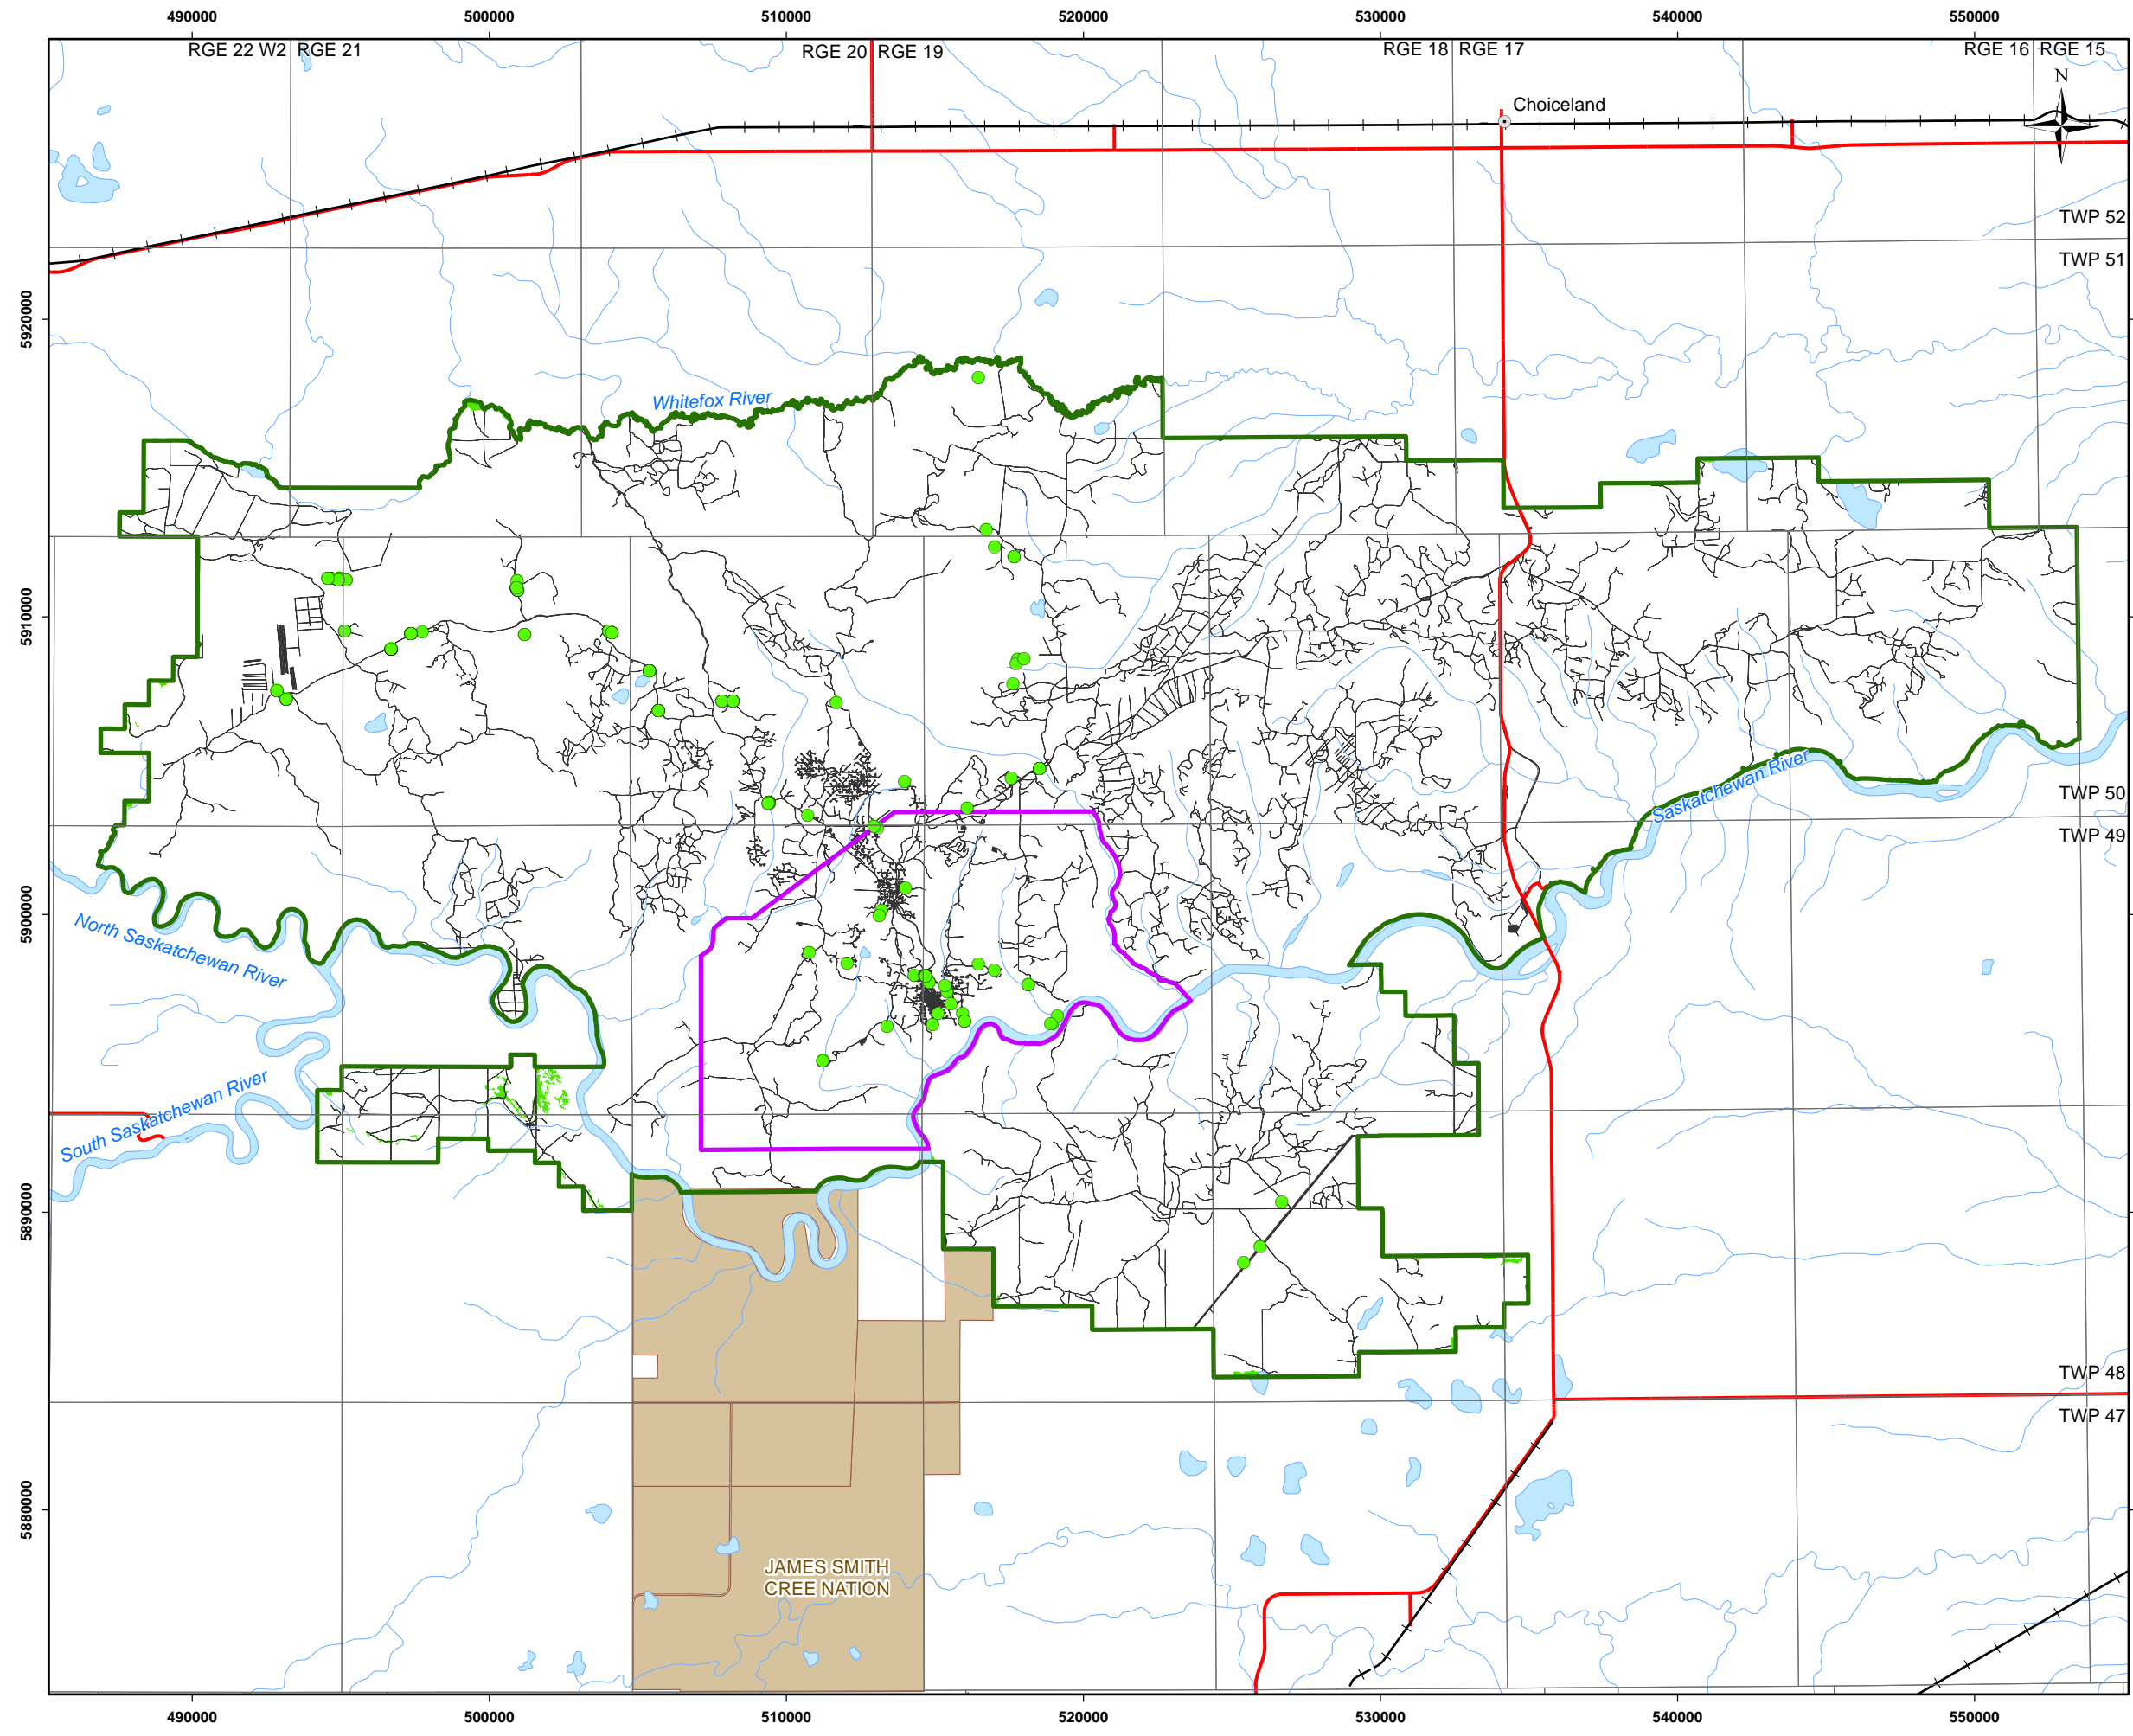 490000 500000 510000 520000 530000 540000 550000
RGE 22 W2 RGE 21 RGE 20 RGE 19 RGE 18 RGE 17 RGE 16 RGE 15
N
Choiceland
TWP 52
TWP 51
5920000
Whitefox River
5910000
Saskatchewan River
TWP 50
TWP 49
5900000
North Saskatchewan River
South Saskatchewan River
5890000
TWP 48
TWP 47
5880000
JAMES SMITH
CREE NATION
490000 500000 510000 520000 530000 540000 550000